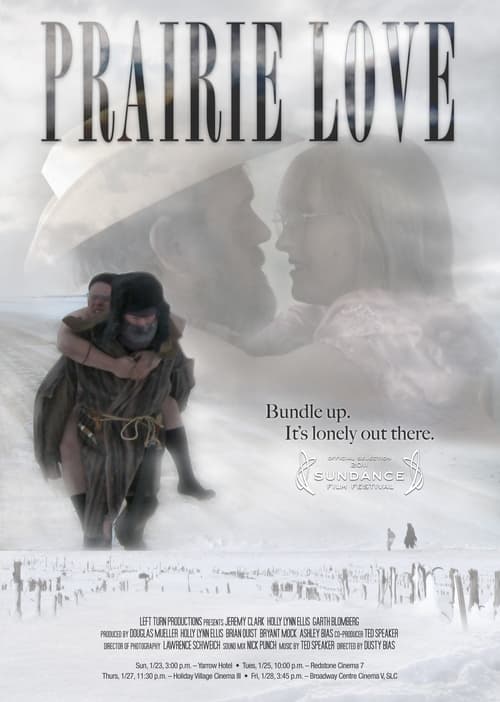 PRAIRIE LOVE
Bundle up.
It's lonely out there.
OFFICIAL SELECTION
2011
SUNDANCE
FILM FESTIVAL
LEFT TURN PRODUCTIONS PRESENTS JEREMY CLARK HOLLY LYNN ELLIS GARTH BLOMBERG
PRODUCED BY DOUGLAS MUELLER HOLLY LYNN ELLIS BRIAN QUIST BRYANT MOCK ASHLEY BIAS CO-PRODUCER TED SPEAKER
DIRECTOR OF PHOTOGRAPHY LAWRENCE SCHWEICH SOUND MIX NICK PUNCH MUSIC BY TED SPEAKER DIRECTED BY DUSTY BIAS
Sun, 1/23, 3:00 p.m. – Yarrow Hotel • Tues, 1/25, 10:00 p.m. – Redstone Cinema 7
Thurs, 1/27, 11:30 p.m. – Holiday Village Cinema III • Fri, 1/28, 3:45 p.m. – Broadway Centre Cinema V, SLC